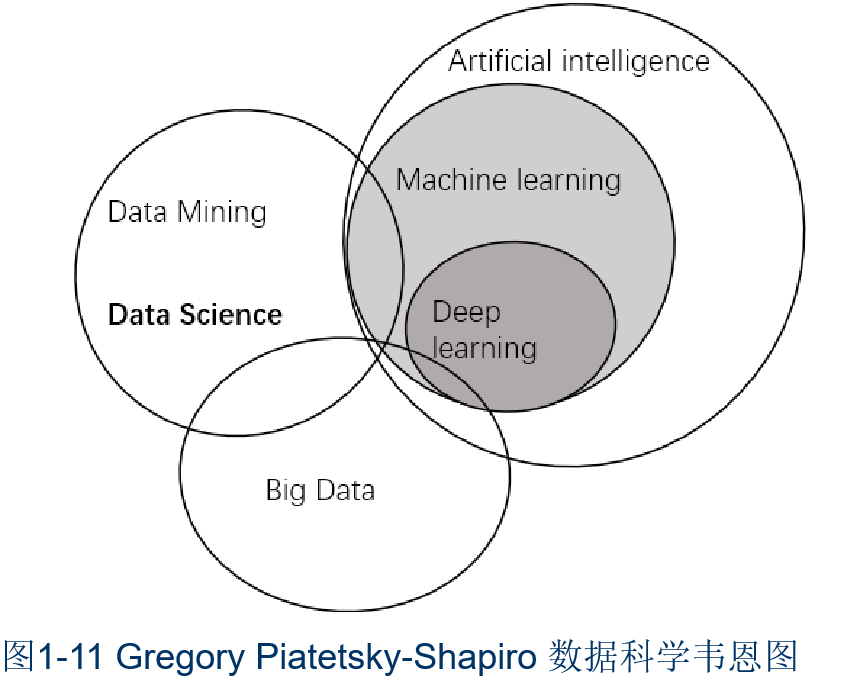 Artificial intelligence
Machine learning
Data Mining
Data Science
Deep
learning
Big Data
图1-11 Gregory Piatetsky-Shapiro 数据科学韦恩图